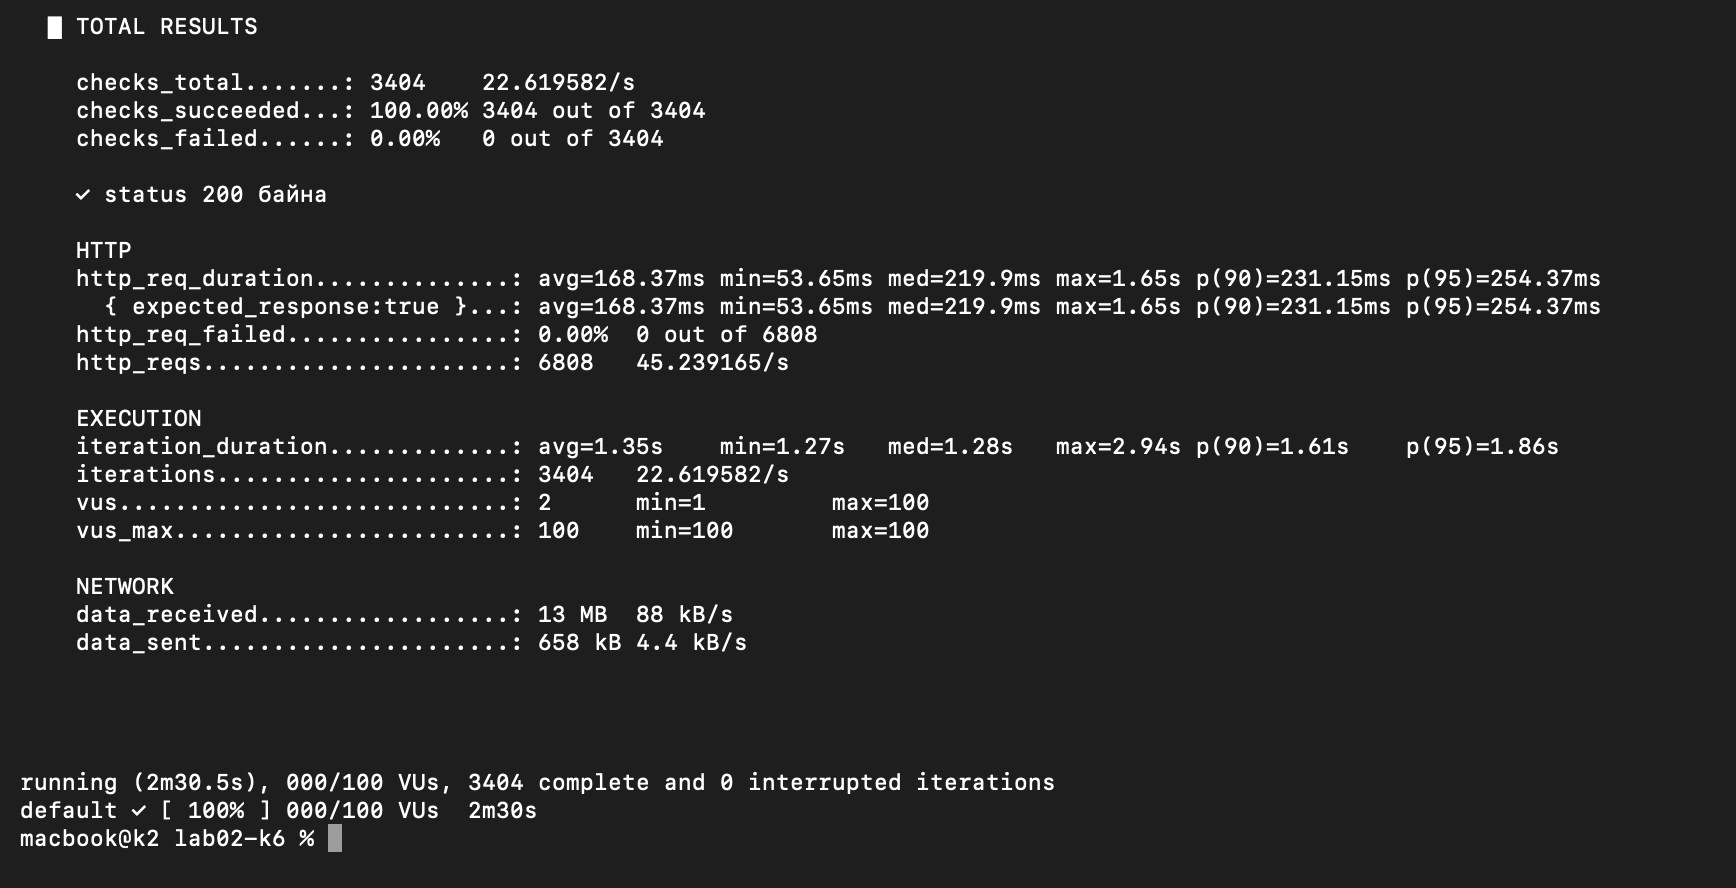 █ TOTAL RESULTS
checks_total.......: 3404    22.619582/s
checks_succeeded...: 100.00% 3404 out of 3404
checks_failed......: 0.00%   0 out of 3404
✓ status 200 байна
HTTP
http_req_duration..............: avg=168.37ms min=53.65ms med=219.9ms max=1.65s p(90)=231.15ms p(95)=254.37ms
{ expected_response:true }...: avg=168.37ms min=53.65ms med=219.9ms max=1.65s p(90)=231.15ms p(95)=254.37ms
http_req_failed................: 0.00%  0 out of 6808
http_reqs......................: 6808   45.239165/s
EXECUTION
iteration_duration.............: avg=1.35s    min=1.27s   med=1.28s   max=2.94s p(90)=1.61s    p(95)=1.86s
iterations.....................: 3404   22.619582/s
vus............................: 2      min=1         max=100
vus_max........................: 100    min=100       max=100
NETWORK
data_received..................: 13 MB  88 kB/s
data_sent......................: 658 kB 4.4 kB/s
running (2m30.5s), 000/100 VUs, 3404 complete and 0 interrupted iterations
default ✓ [ 100% ] 000/100 VUs  2m30s
macbook@k2 lab02-k6 %